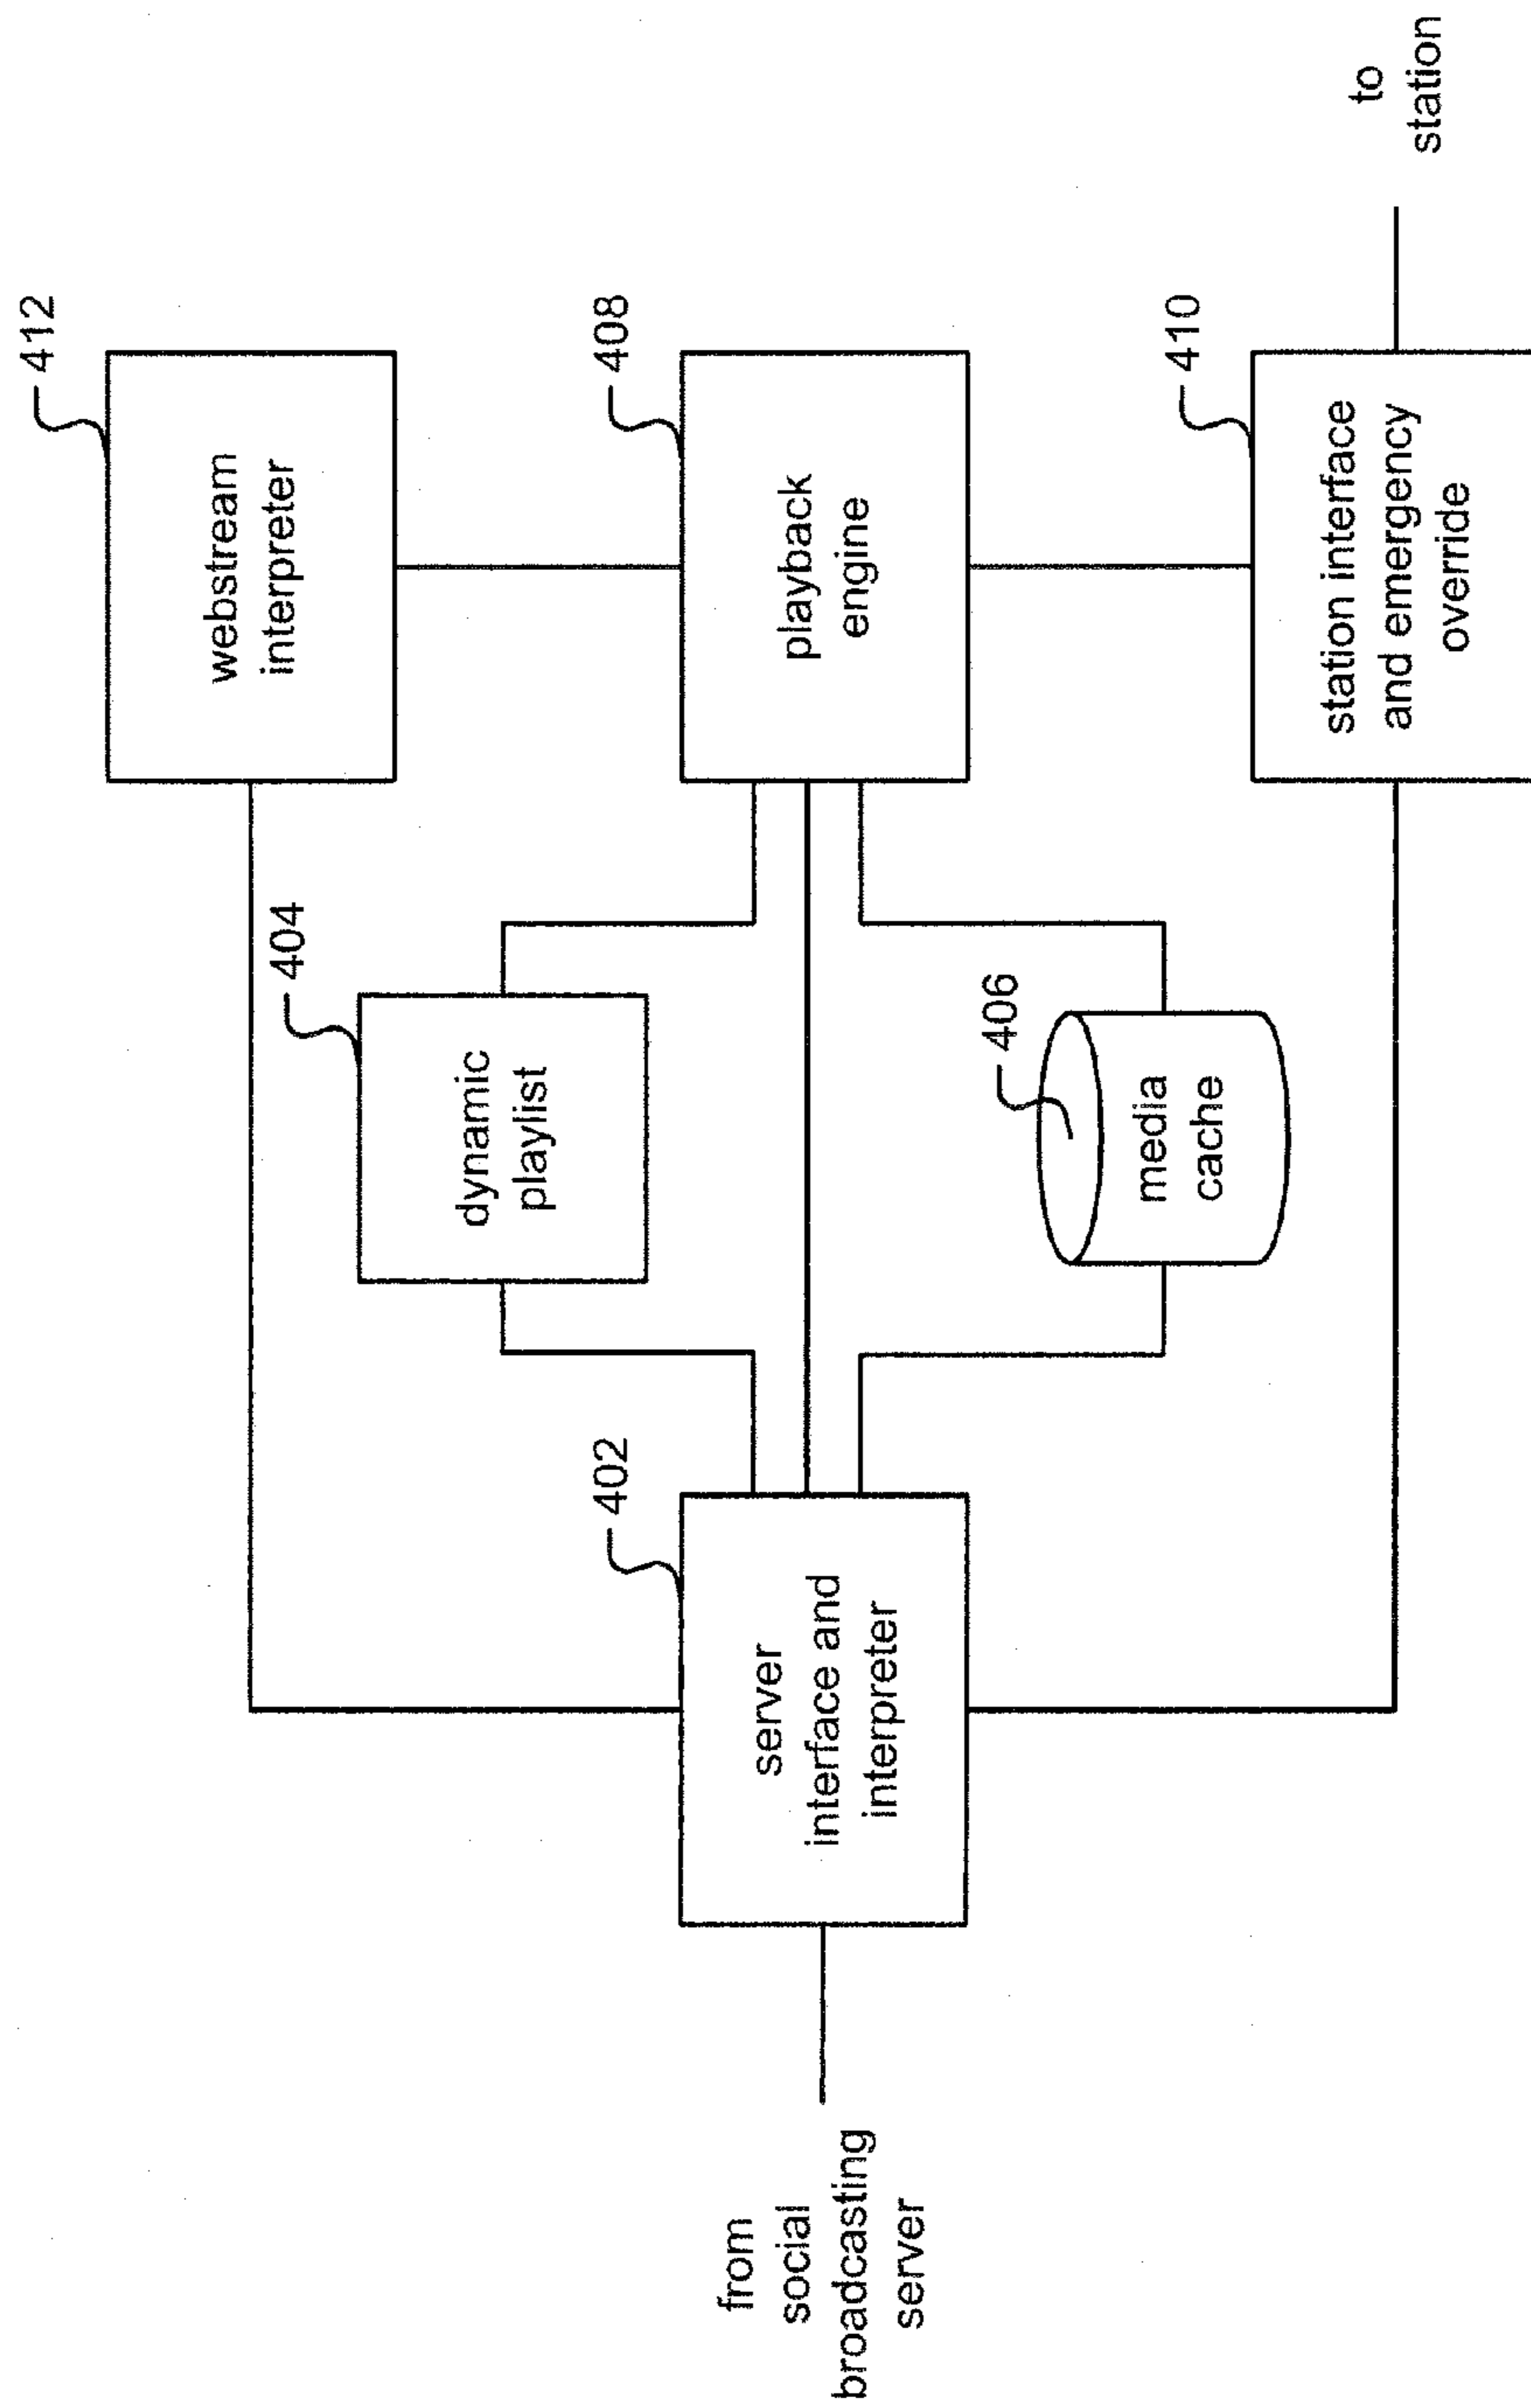 412
webstream
interpreter
404
dynamic
playlist
402
server
interface and
interpreter
from
social
broadcasting
server
408
playback
engine
406
media
cache
410
station interface
and emergency
override
to
station